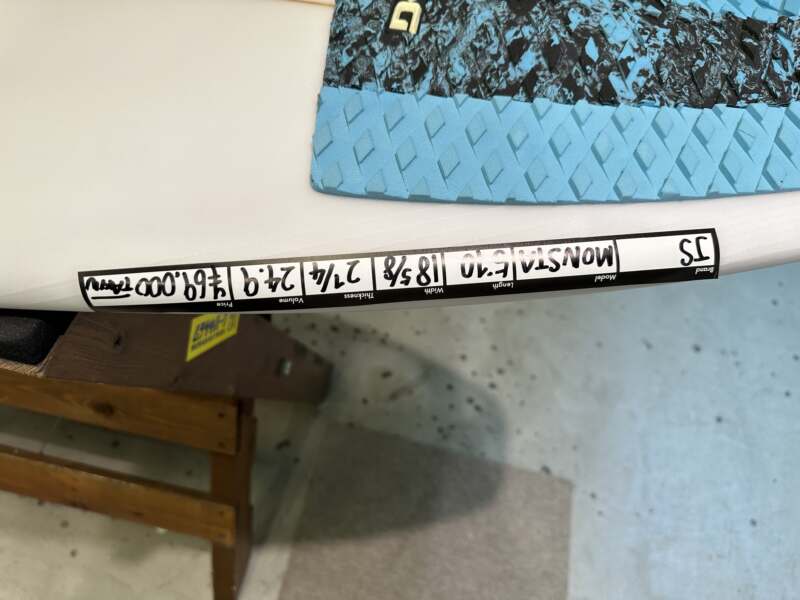 Brand Model Length Width Thickness Volume Price
JS MONSTA 5'10 18 5/8 2 1/4 24.9 ¥69.000